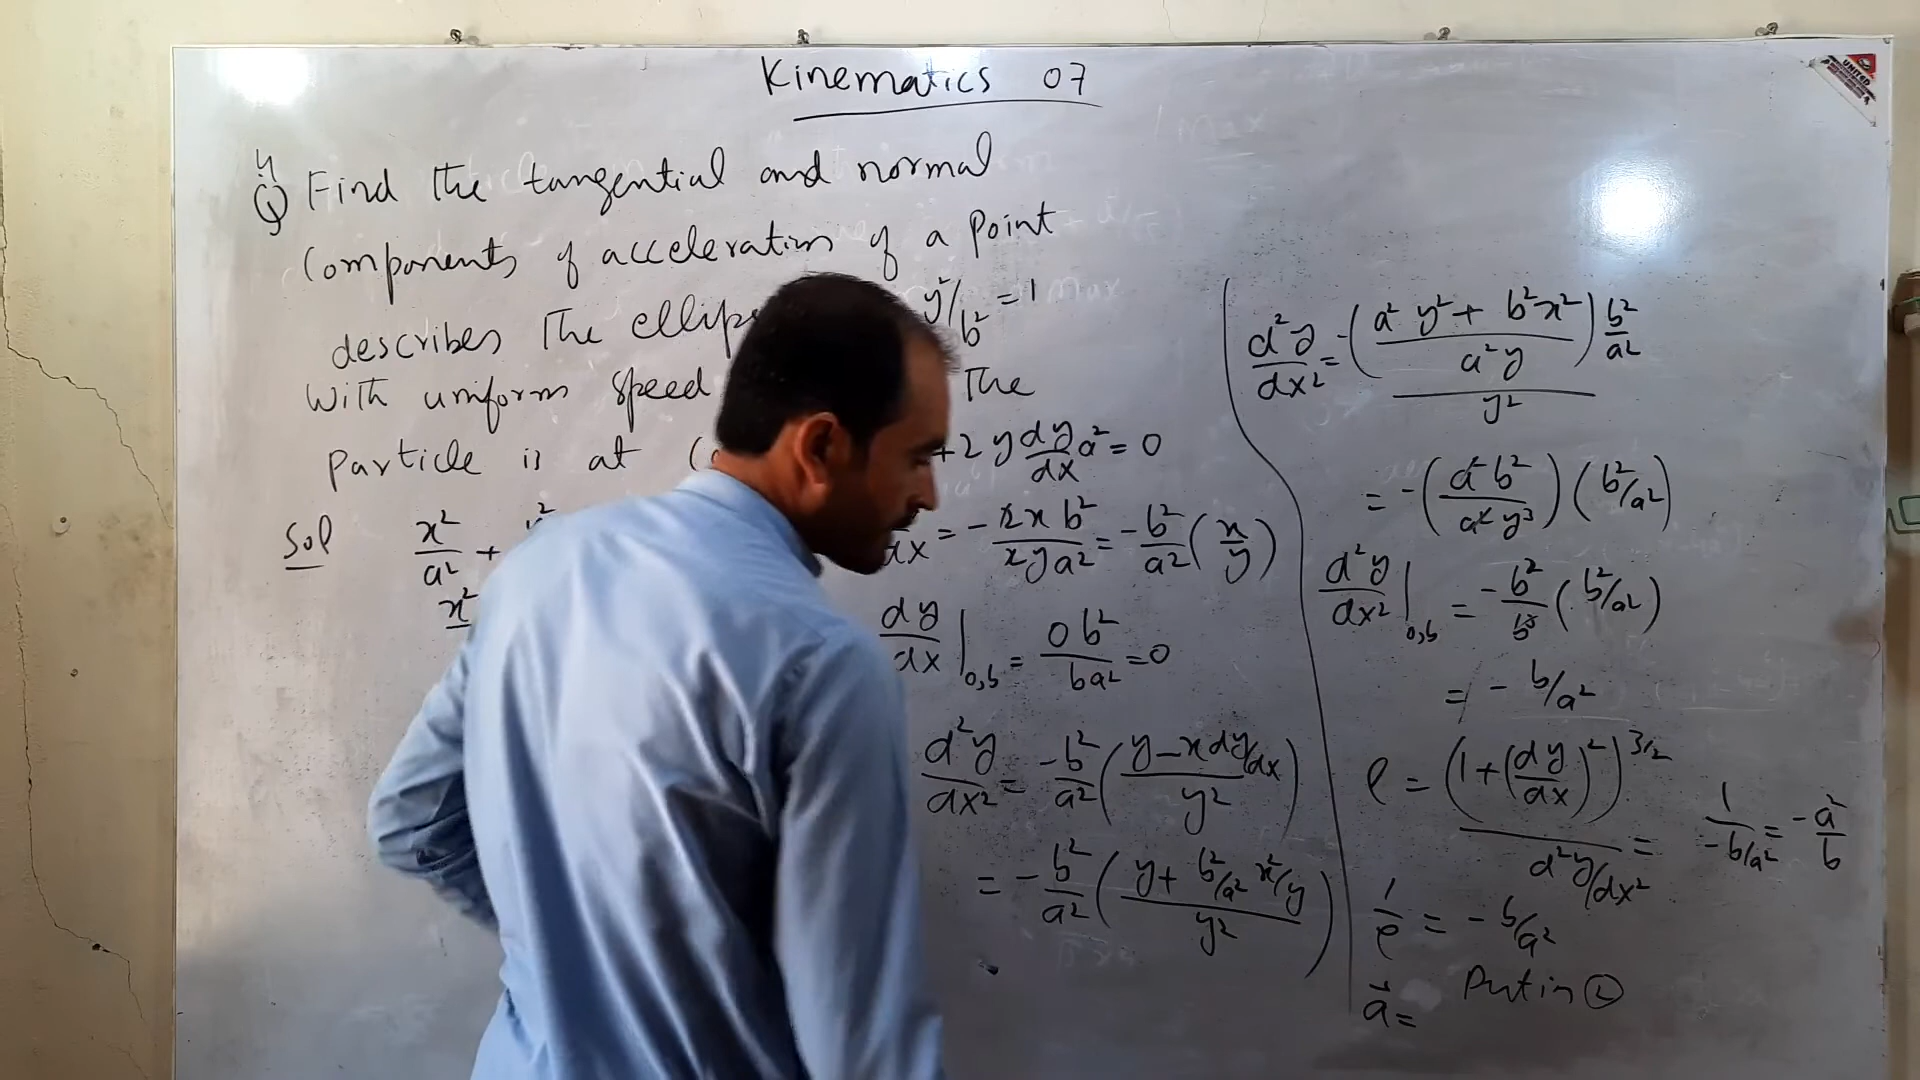 Kinematics 07
UNITED
Q) Find the tangential and normal
Components of acceleration of a point
describes the ellips y²/b² = 1
With uniform speed The
particle is at (
Sol x²/a² +
x²
+ 2y dy/dx a² = 0
dx = - 2x b²/2y a² = -b²/a² (x/y)
dy/dx |0,b = 0 b²/b a² = 0
d²y/dx² = -b²/a² (y - x dy/dx / y²)
= - b²/a² (y + b²/a² x²/y / y²)
d²y/dx² = -(a² y² + b² x² / a² y) b²/a² / y²
= - (a² b²/a² y³) (b²/a²)
d²y/dx² |0,b = -b²/b³ (b²/a²)
= - b/a²
ρ = (1 + (dy/dx)²)^3/2 / d²y/dx² = 1/-b/a² = -a²/b
1/ρ = - b/a²
a⃗ = Put in ②